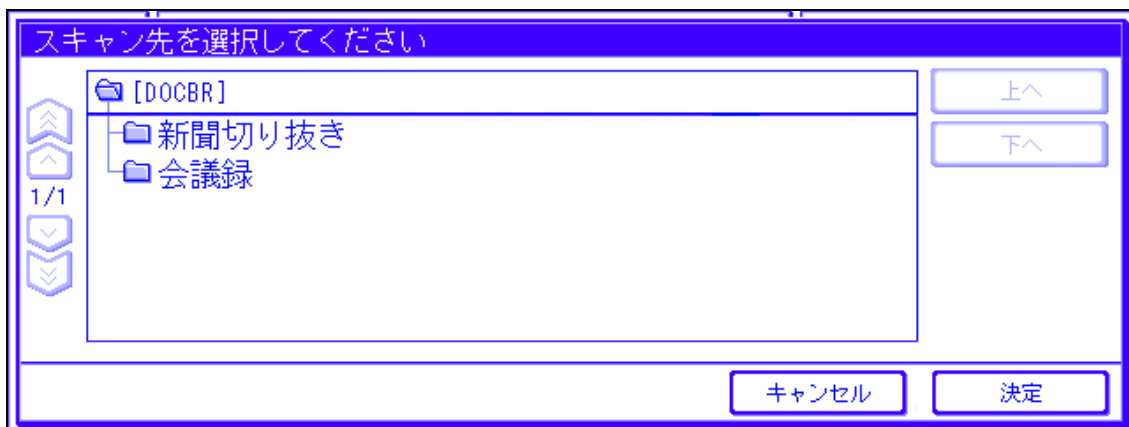 スキャン先を選択してください
[DOCBR]
新聞切り抜き
会議録
1/1
上へ
下へ
キャンセル
決定